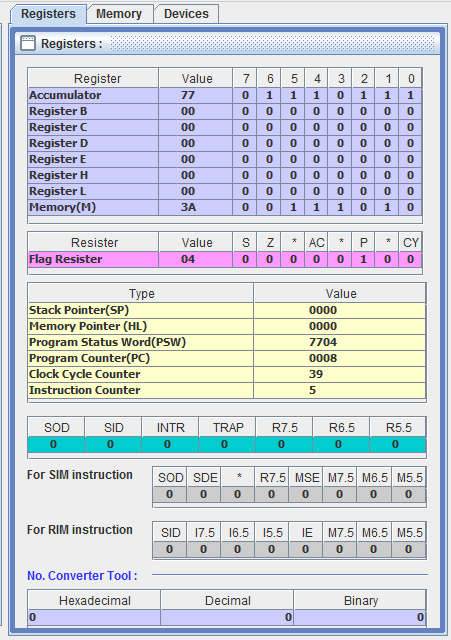 Registers Memory Devices
Registers :
Register Value 7 6 5 4 3 2 1 0
Accumulator 77 0 1 1 1 0 1 1 1
Register B 00 0 0 0 0 0 0 0 0
Register C 00 0 0 0 0 0 0 0 0
Register D 00 0 0 0 0 0 0 0 0
Register E 00 0 0 0 0 0 0 0 0
Register H 00 0 0 0 0 0 0 0 0
Register L 00 0 0 0 0 0 0 0 0
Memory(M) 3A 0 0 1 1 1 0 1 0
Resister Value S Z * AC * P * CY
Flag Resister 04 0 0 0 0 0 1 0 0
Type Value
Stack Pointer(SP) 0000
Memory Pointer (HL) 0000
Program Status Word(PSW) 7704
Program Counter(PC) 0008
Clock Cycle Counter 39
Instruction Counter 5
SOD SID INTR TRAP R7.5 R6.5 R5.5
0 0 0 0 0 0 0
For SIM instruction SOD SDE * R7.5 MSE M7.5 M6.5 M5.5
0 0 0 0 0 0 0 0
For RIM instruction SID I7.5 I6.5 I5.5 IE M7.5 M6.5 M5.5
0 0 0 0 0 0 0 0
No. Converter Tool :
Hexadecimal Decimal Binary
0 0 0